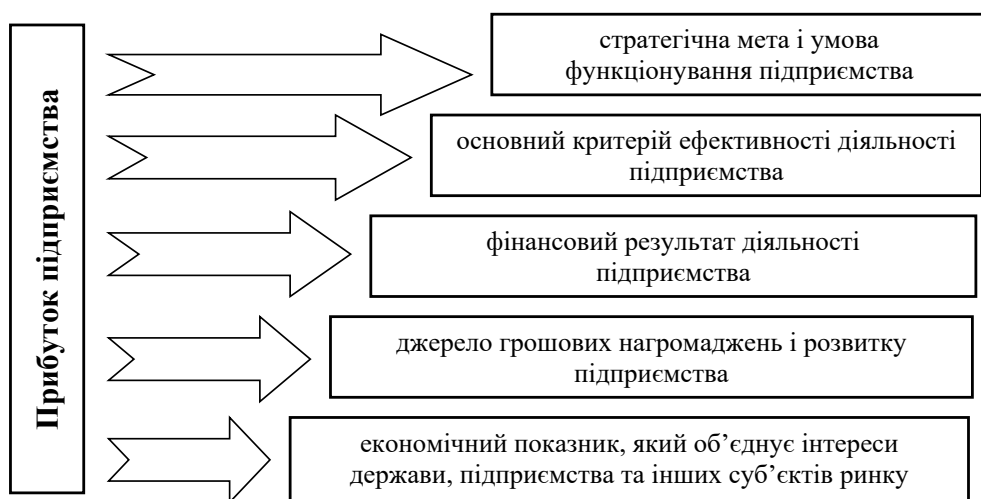 Прибуток підприємства
стратегічна мета і умова
функціонування підприємства
основний критерій ефективності діяльності
підприємства
фінансовий результат діяльності
підприємства
джерело грошових нагромаджень і розвитку
підприємства
економічний показник, який об’єднує інтереси
держави, підприємства та інших суб’єктів ринку